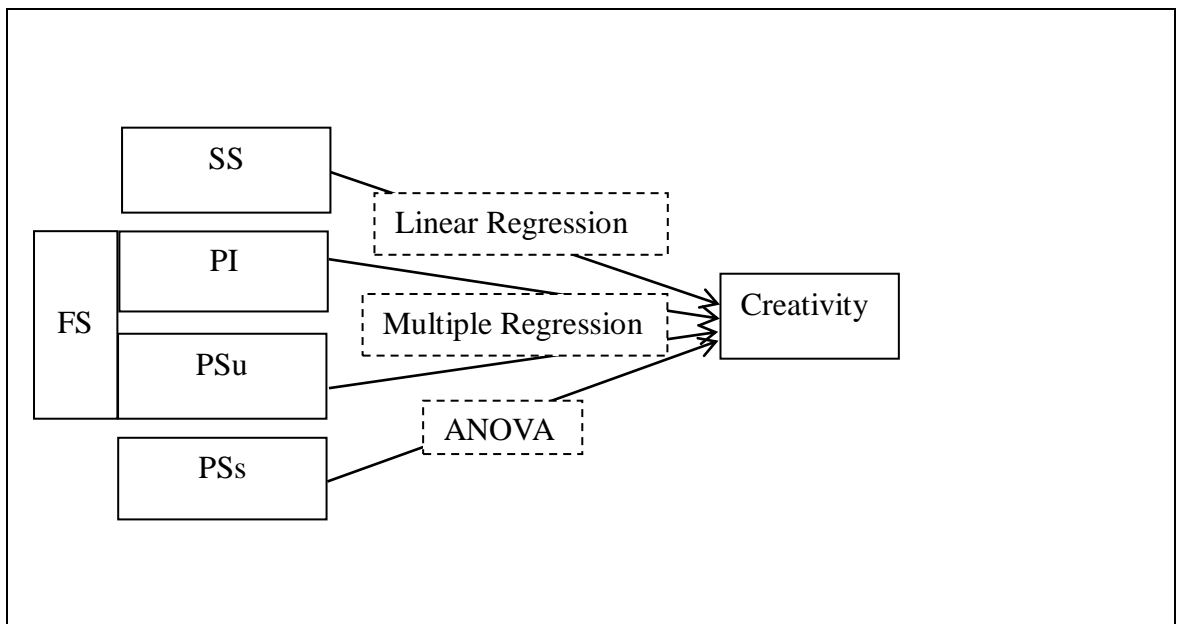 SS
Linear Regression
PI
FS
Creativity
Multiple Regression
PSu
ANOVA
PSs